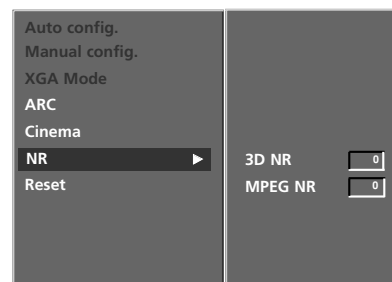 Auto config.
Manual config.
XGA Mode
ARC
Cinema
NR
Reset
3D NR 0
MPEG NR 0